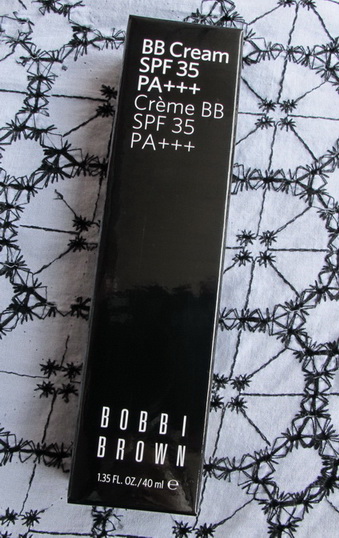 BB Cream
SPF 35
PA+++
Crème BB
SPF 35
PA+++
BOBBI
BROWN
1.35 FL. OZ./40 ml ℮